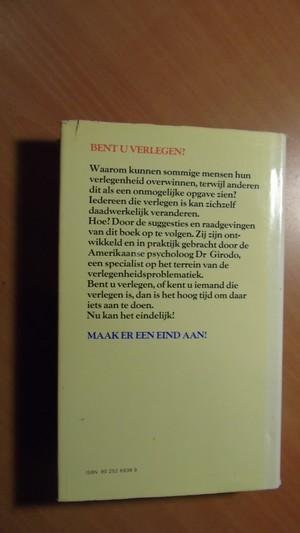 BENT U VERLEGEN?
Waarom kunnen sommige mensen hun
verlegenheid overwinnen, terwijl anderen
dit als een onmogelijke opgave zien?
Iedereen die verlegen is kan zichzelf
daadwerkelijk veranderen.
Hoe? Door de suggesties en raadgevingen
van dit boek op te volgen. Zij zijn ont-
wikkeld en in praktijk gebracht door de
Amerikaanse psycholoog Dr Girodo,
een specialist op het terrein van de
verlegenheidsproblematiek.
Bent u verlegen, of kent u iemand die
verlegen is, dan is het hoog tijd om daar
iets aan te doen.
Nu kan het eindelijk!
MAAK ER EEN EIND AAN!
ISBN 90 252